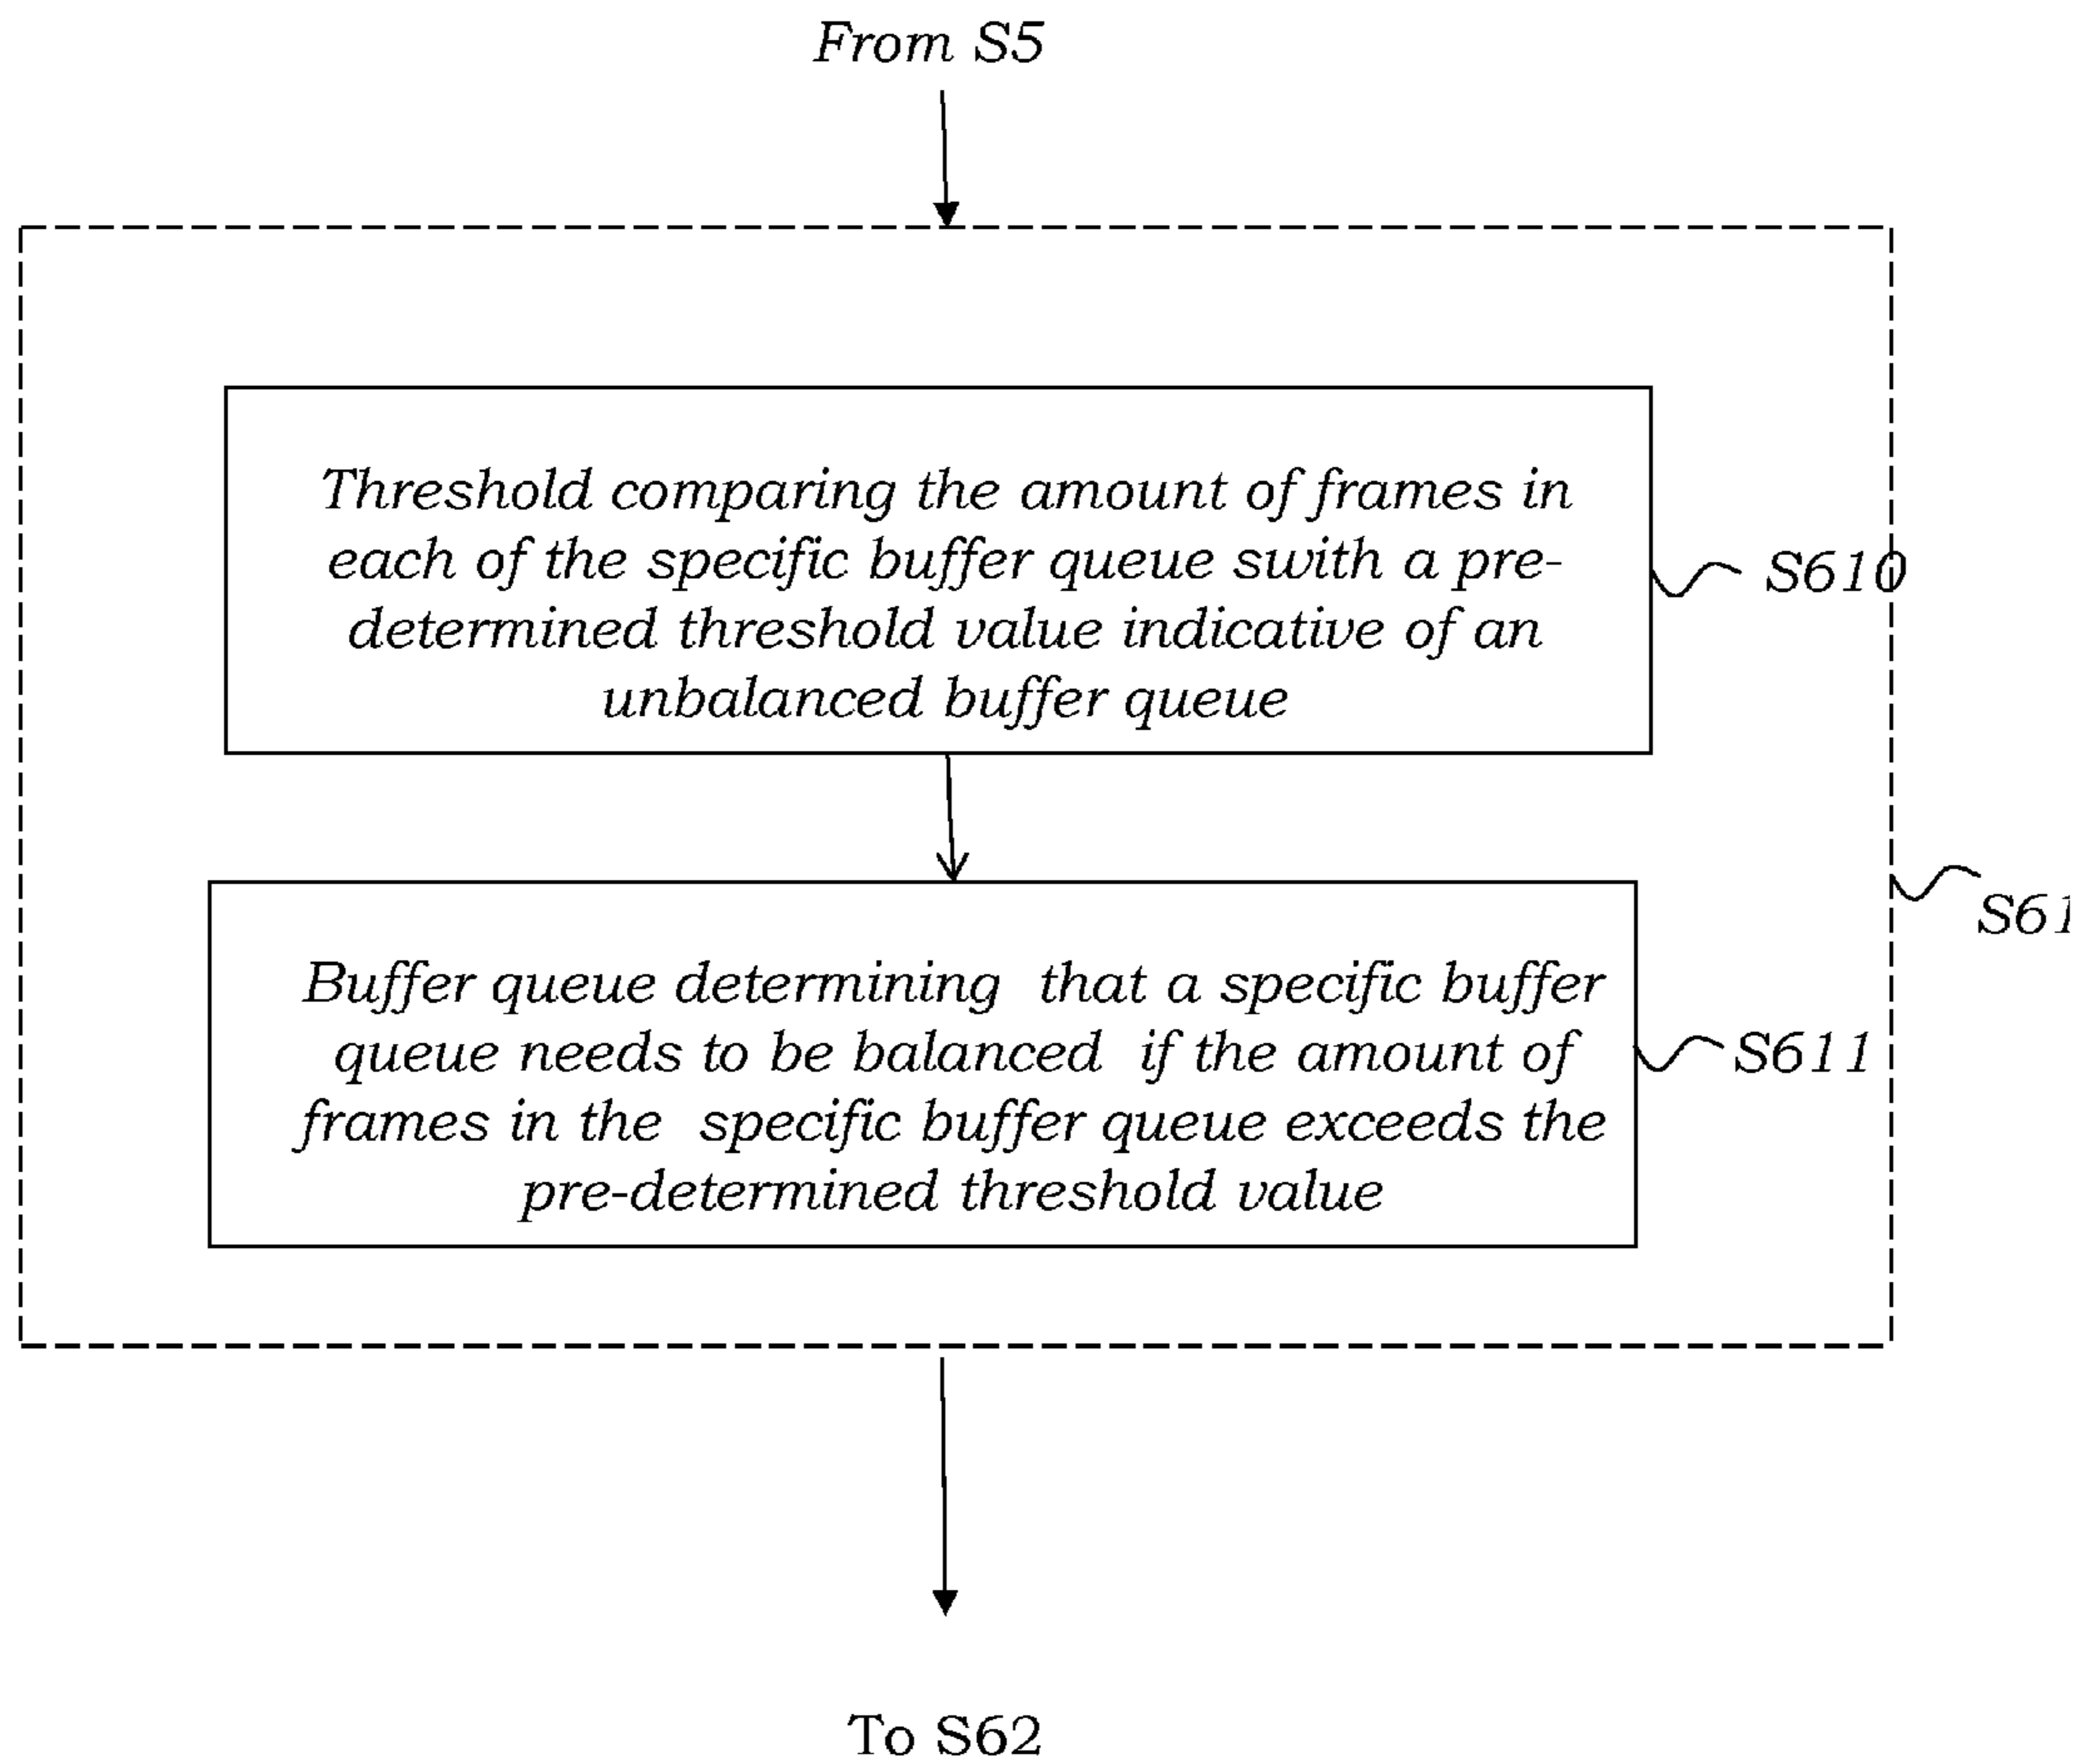 From S5
Threshold comparing the amount of frames in
each of the specific buffer queue swith a pre-
determined threshold value indicative of an
unbalanced buffer queue
S610
S61
Buffer queue determining that a specific buffer
queue needs to be balanced if the amount of
frames in the specific buffer queue exceeds the
pre-determined threshold value
S611
To S62